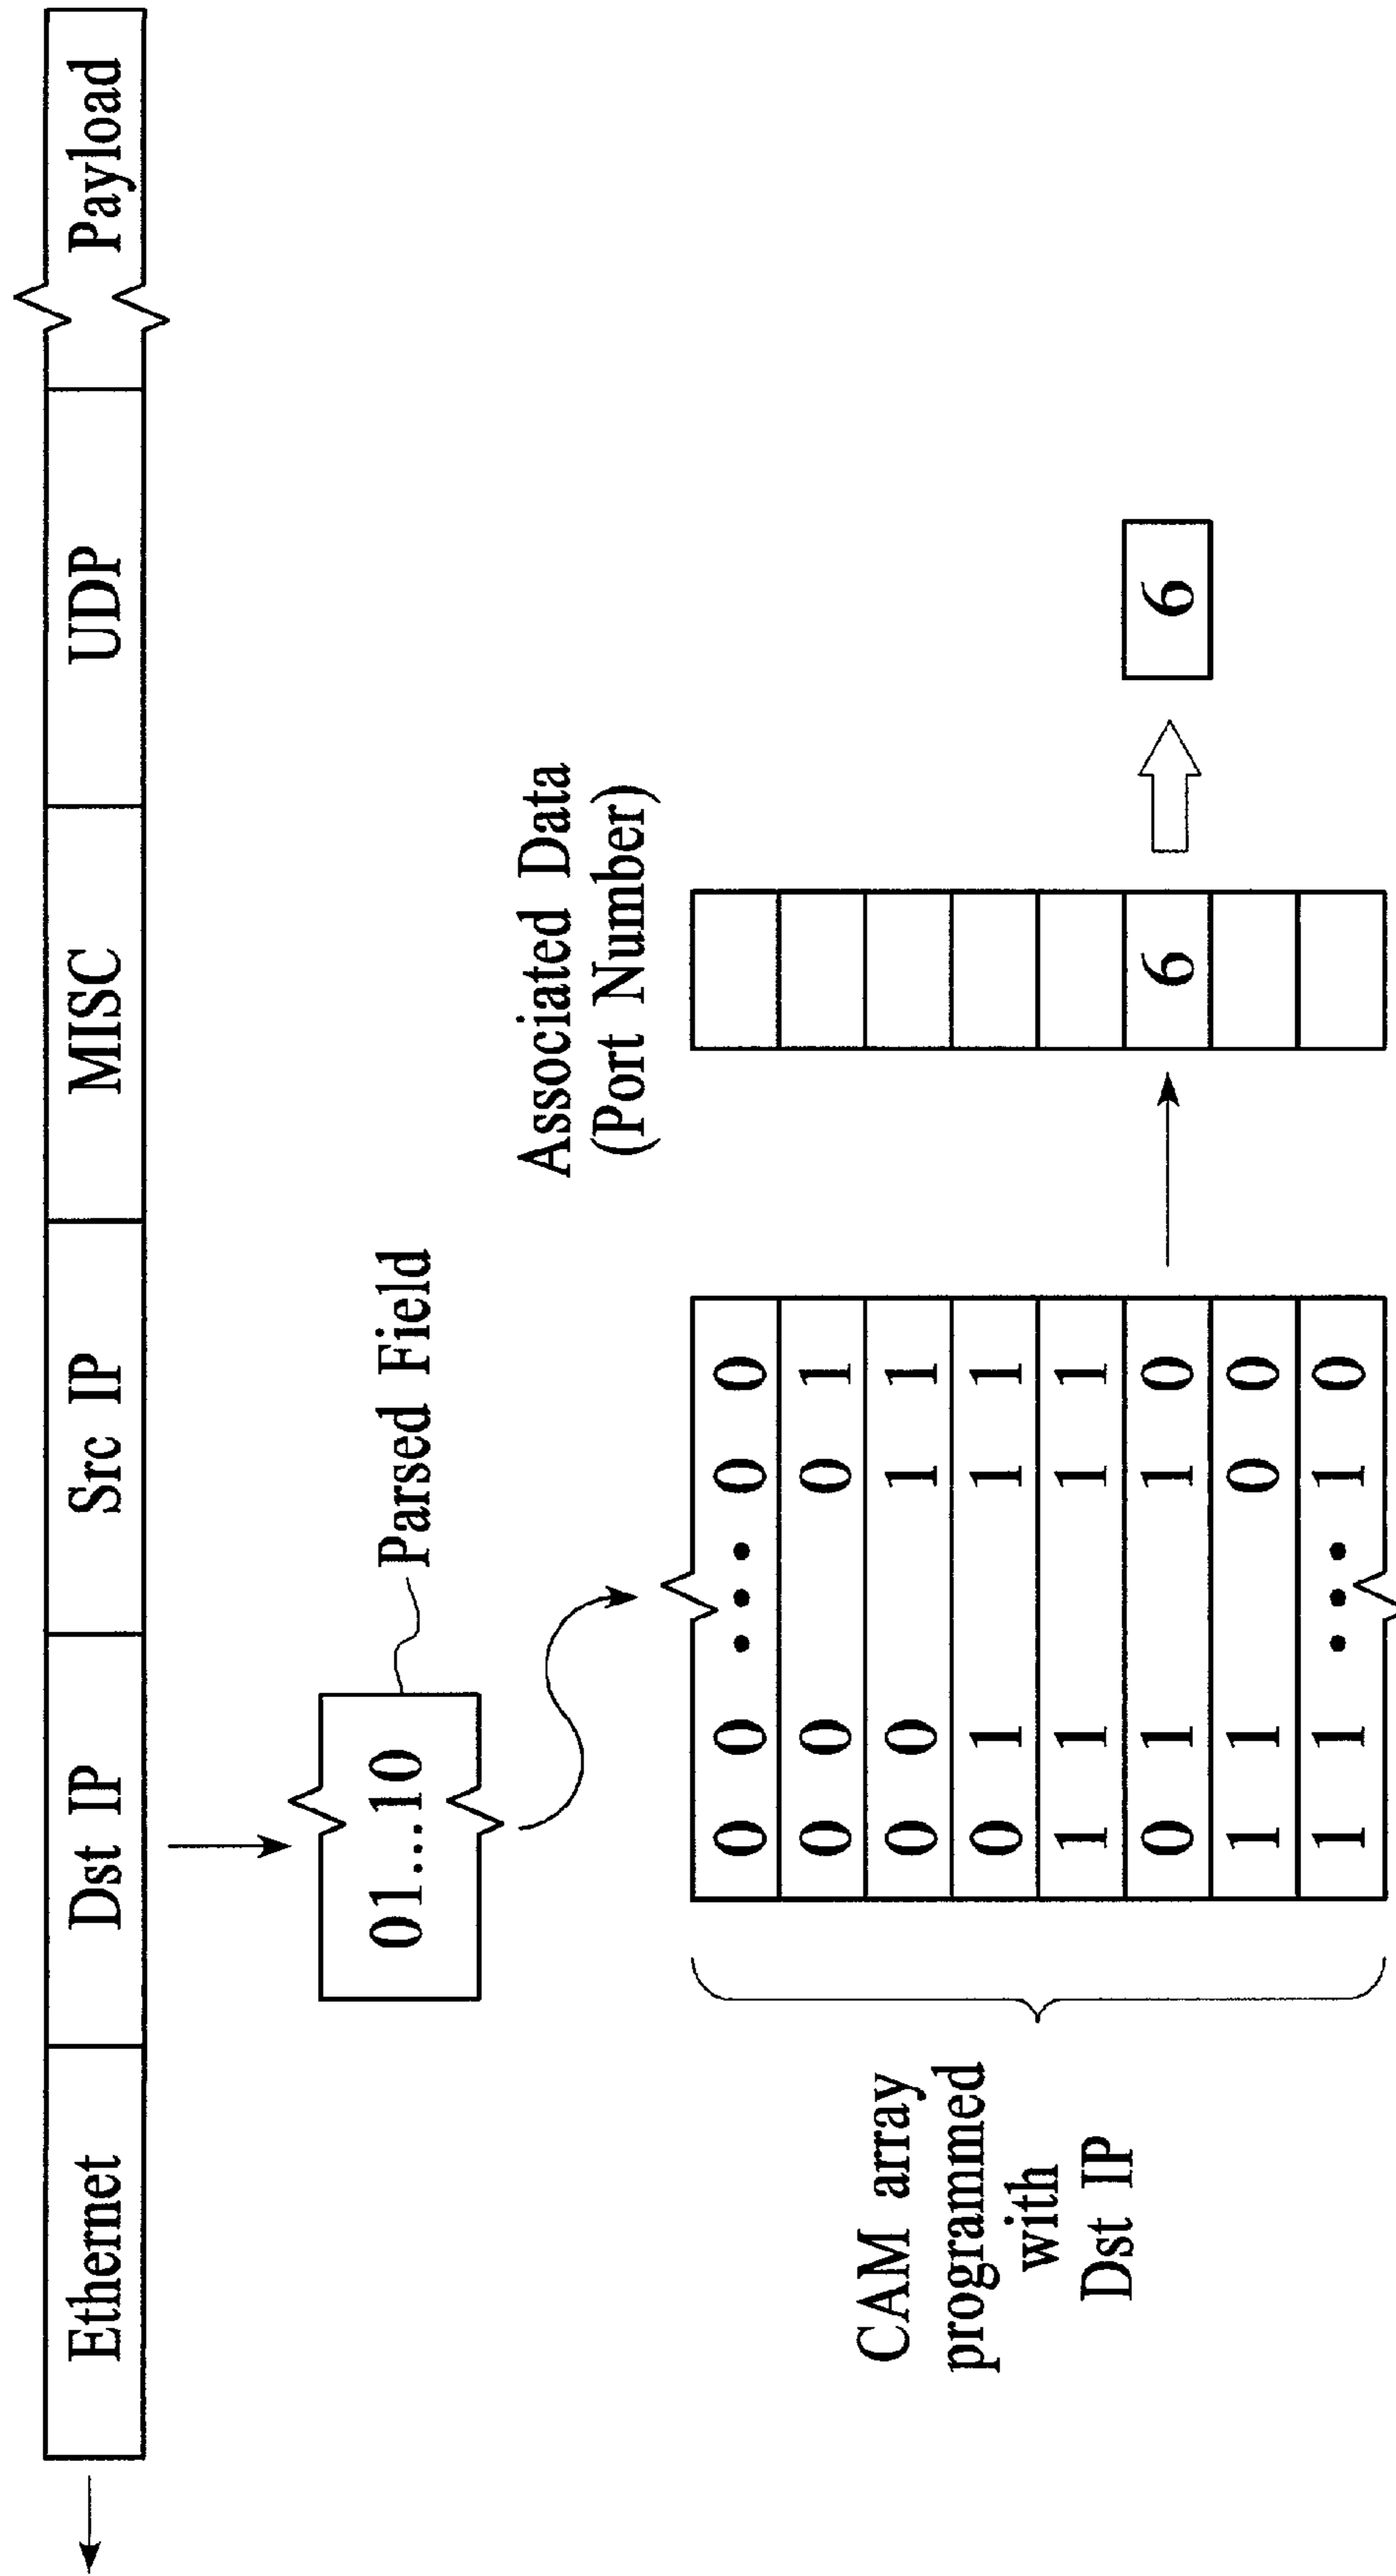 Ethernet Dst IP Src IP MISC UDP Payload
01...10
Parsed Field
Associated Data
(Port Number)
CAM array
programmed
with
Dst IP
0 0 ... 0 0
0 0 0 1
0 0 1 1
0 1 1 1
1 1 1 1
0 1 1 0
1 1 0 0
1 1 ... 1 0
6
6